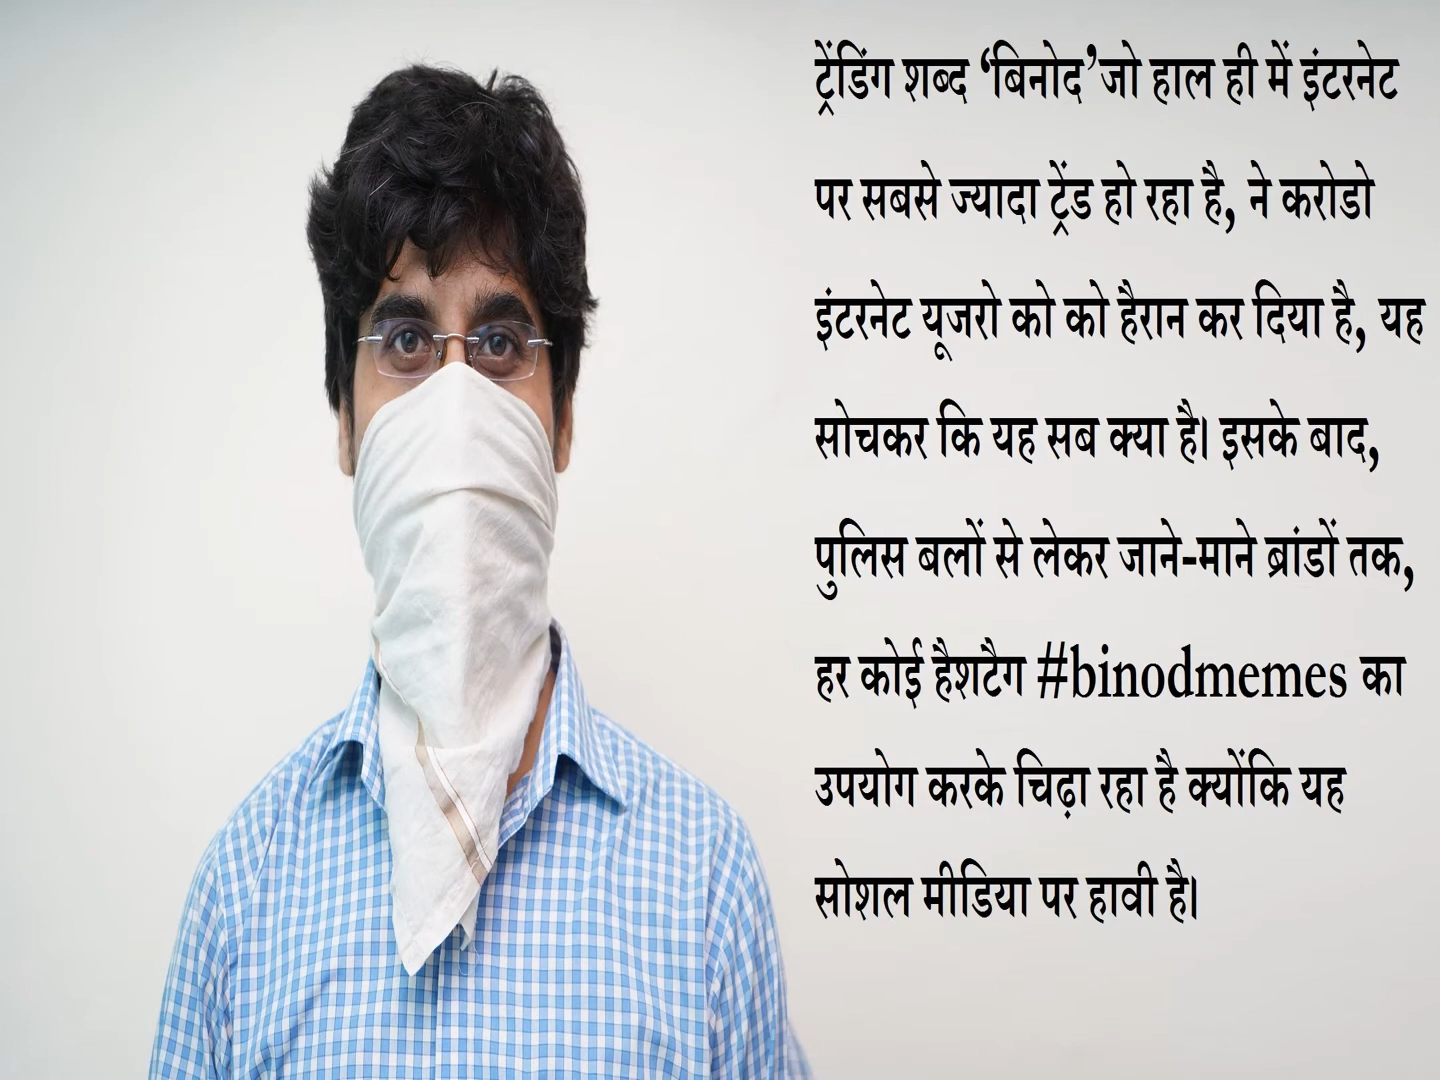 ट्रेंडिंग शब्द ‘बिनोद’जो हाल ही में इंटरनेट
पर सबसे ज्यादा ट्रेंड हो रहा है, ने करोडो
इंटरनेट यूजरो को को हैरान कर दिया है, यह
सोचकर कि यह सब क्या है। इसके बाद,
पुलिस बलों से लेकर जाने-माने ब्रांडों तक,
हर कोई हैशटैग #binodmemes का
उपयोग करके चिढ़ा रहा है क्योंकि यह
सोशल मीडिया पर हावी है।